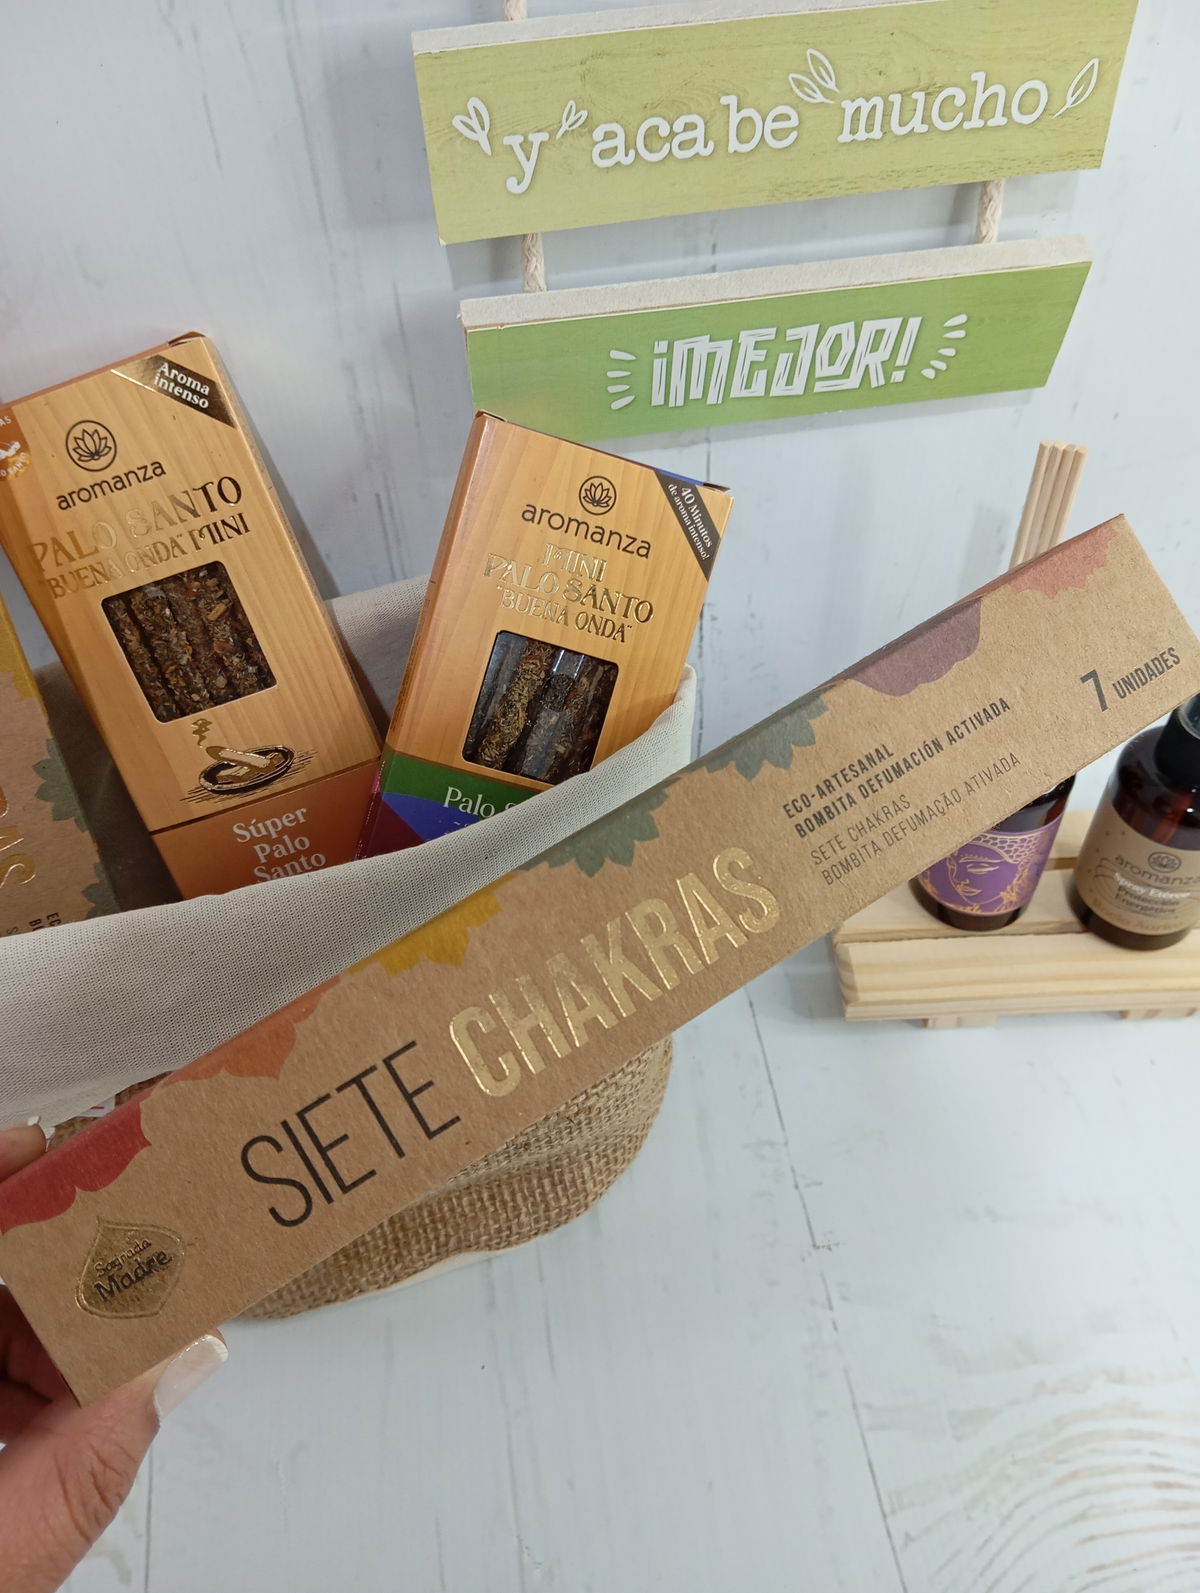 y acabe mucho
¡MEJOR!
Aroma
intenso
aromanza
PALO SANTO
"BUENA ONDA" MINI
Súper
Palo
Santo
40 Minutos
de aroma intenso!
aromanza
MINI
PALO SANTO
"BUENA ONDA"
Palo
7 UNIDADES
ECO-ARTESANAL
BOMBITA DEFUMACIÓN ACTIVADA
SETE CHAKRAS
BOMBITA DEFUMAÇÃO ATIVADA
SIETE CHAKRAS
Sagrada
Madre
aromanza
Protección
Energética